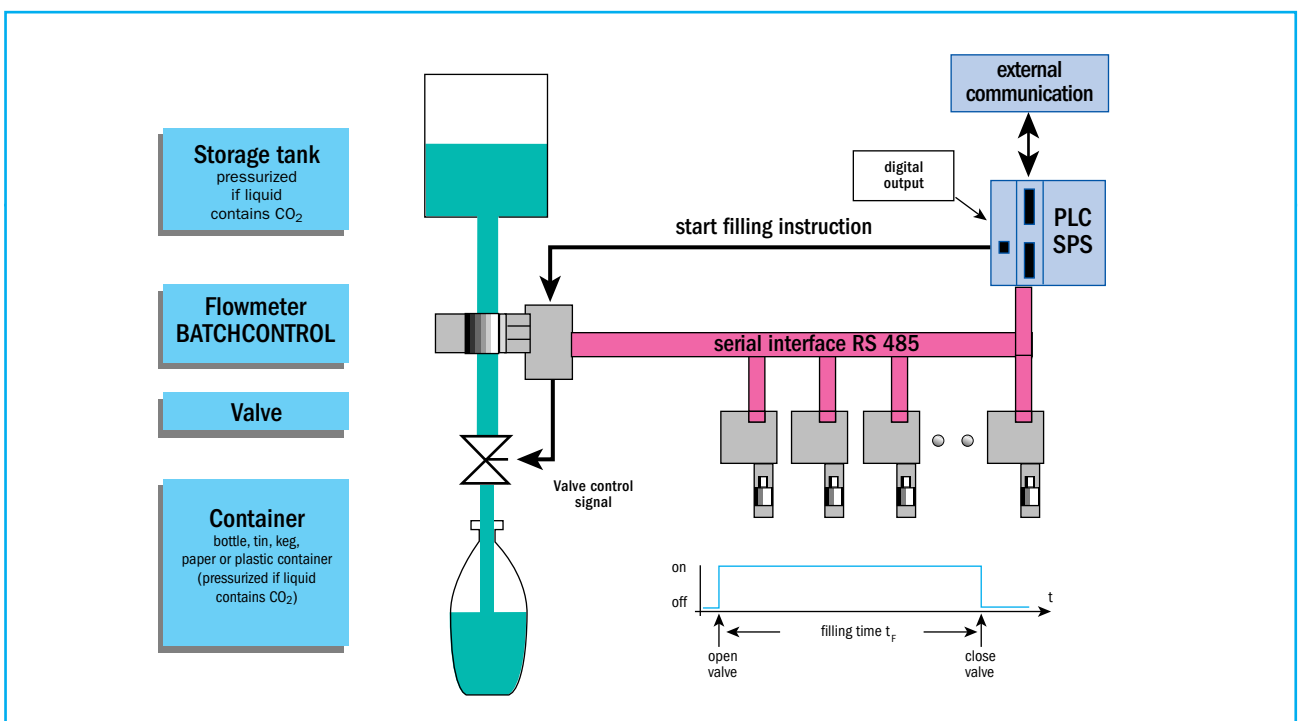 Storage tank
pressurized
if liquid
contains CO₂
Flowmeter
BATCHCONTROL
Valve
Container
bottle, tin, keg,
paper or plastic container
(pressurized if liquid
contains CO₂)
external
communication
digital
output
PLC
SPS
start filling instruction
serial interface RS 485
Valve control
signal
on
off
t
filling time t_F
open
valve
close
valve